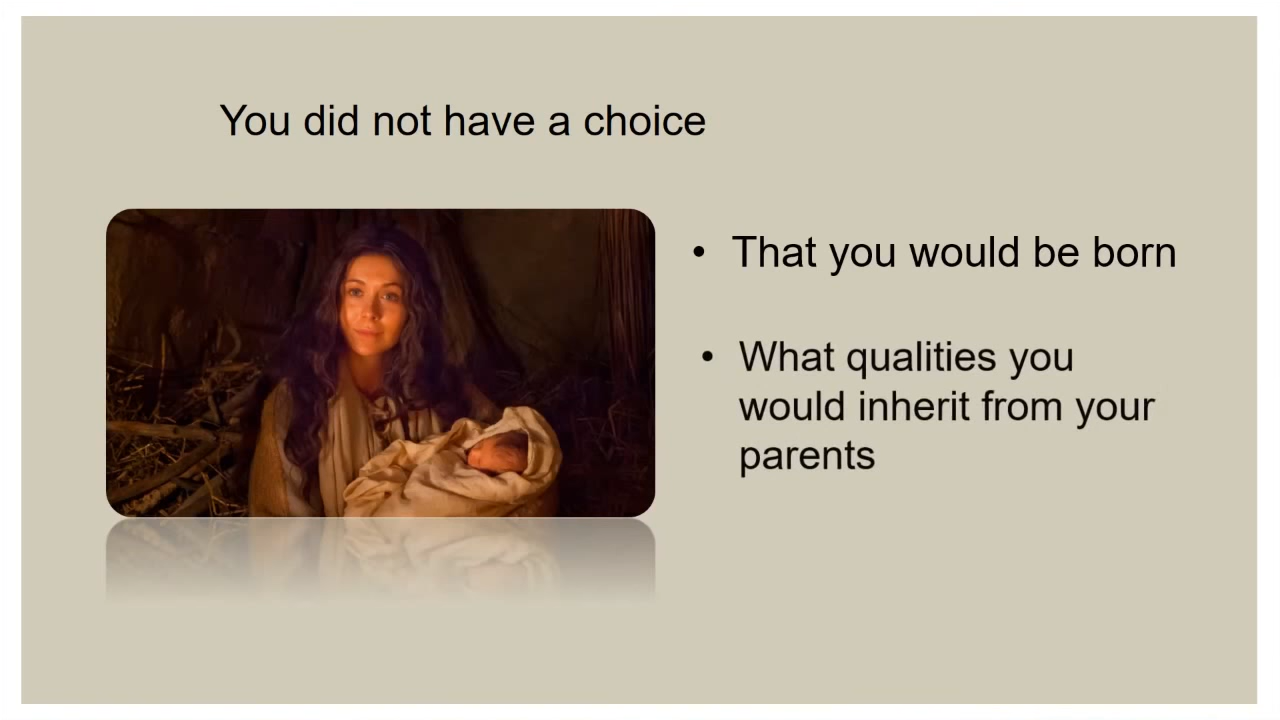 You did not have a choice
• That you would be born
• What qualities you
would inherit from your
parents